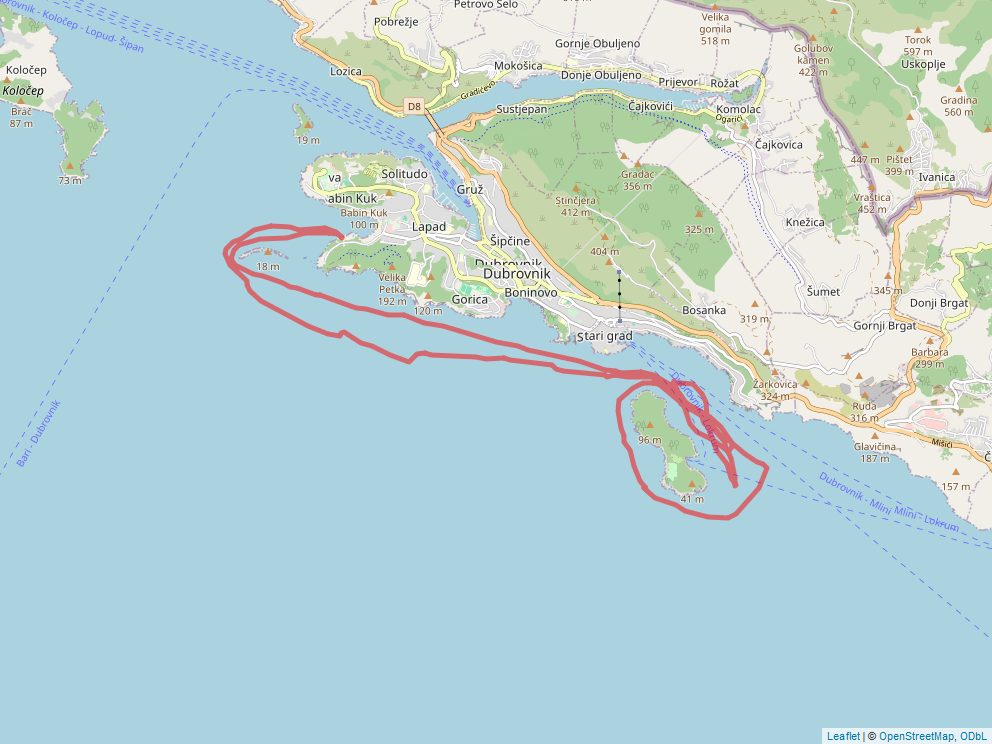 Petrovo Selo
Pobrežje
orovnik - Koločep - Lopud- Šipan
Velika
gomila
518 m
Golubov
kamen
422 m
Torok
597 m
Uskoplje
Gornje Obuljeno
Mokošica
Donje Obuljeno
Prijevor
Rožat
Lozica
Koločep
Koločep
Brač
87 m
Gradičevo
D8
Sustjepan
Čajkovići
Komolac
Ogarići
Gradina
560 m
19 m
Čajkovica
447 m
Pištet
399 m
Ivanica
73 m
va
Solitudo
abin Kuk
Babin Kuk
100 m
Gruž
Gradac
356 m
Stinčjera
412 m
Vraštica
452 m
325 m
Knežica
Lapad
Šipčine
404 m
18 m
Dubrovnik
Dubrovnik
Velika
Petka
192 m
Gorica
Boninovo
120 m
Šumet
345 m
Donji Brgat
Bosanka
319 m
Gornji Brgat
Stari grad
Barbara
299 m
Žarkovica
324 m
Dubrovnik - Lokrum
Ruda
316 m
Bari - Dubrovnik
96 m
Glavičina
187 m
Mišići
Č
41 m
157 m
Dubrovnik - Mlini
Mlini - Lokrum
Leaflet | © OpenStreetMap, ODbL